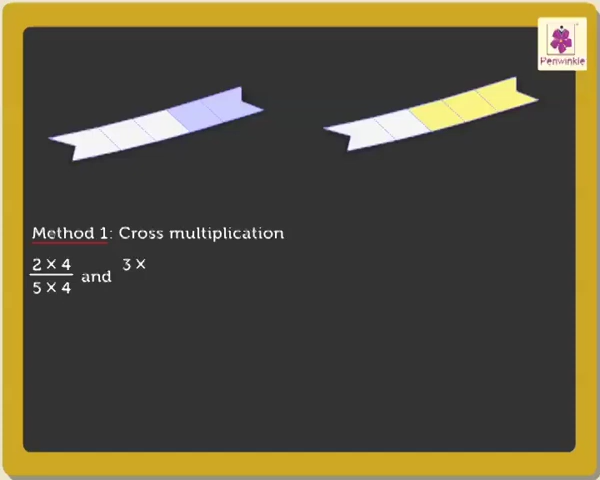 Periwinkle
Method 1: Cross multiplication
2 × 4 / 5 × 4 and 3 ×